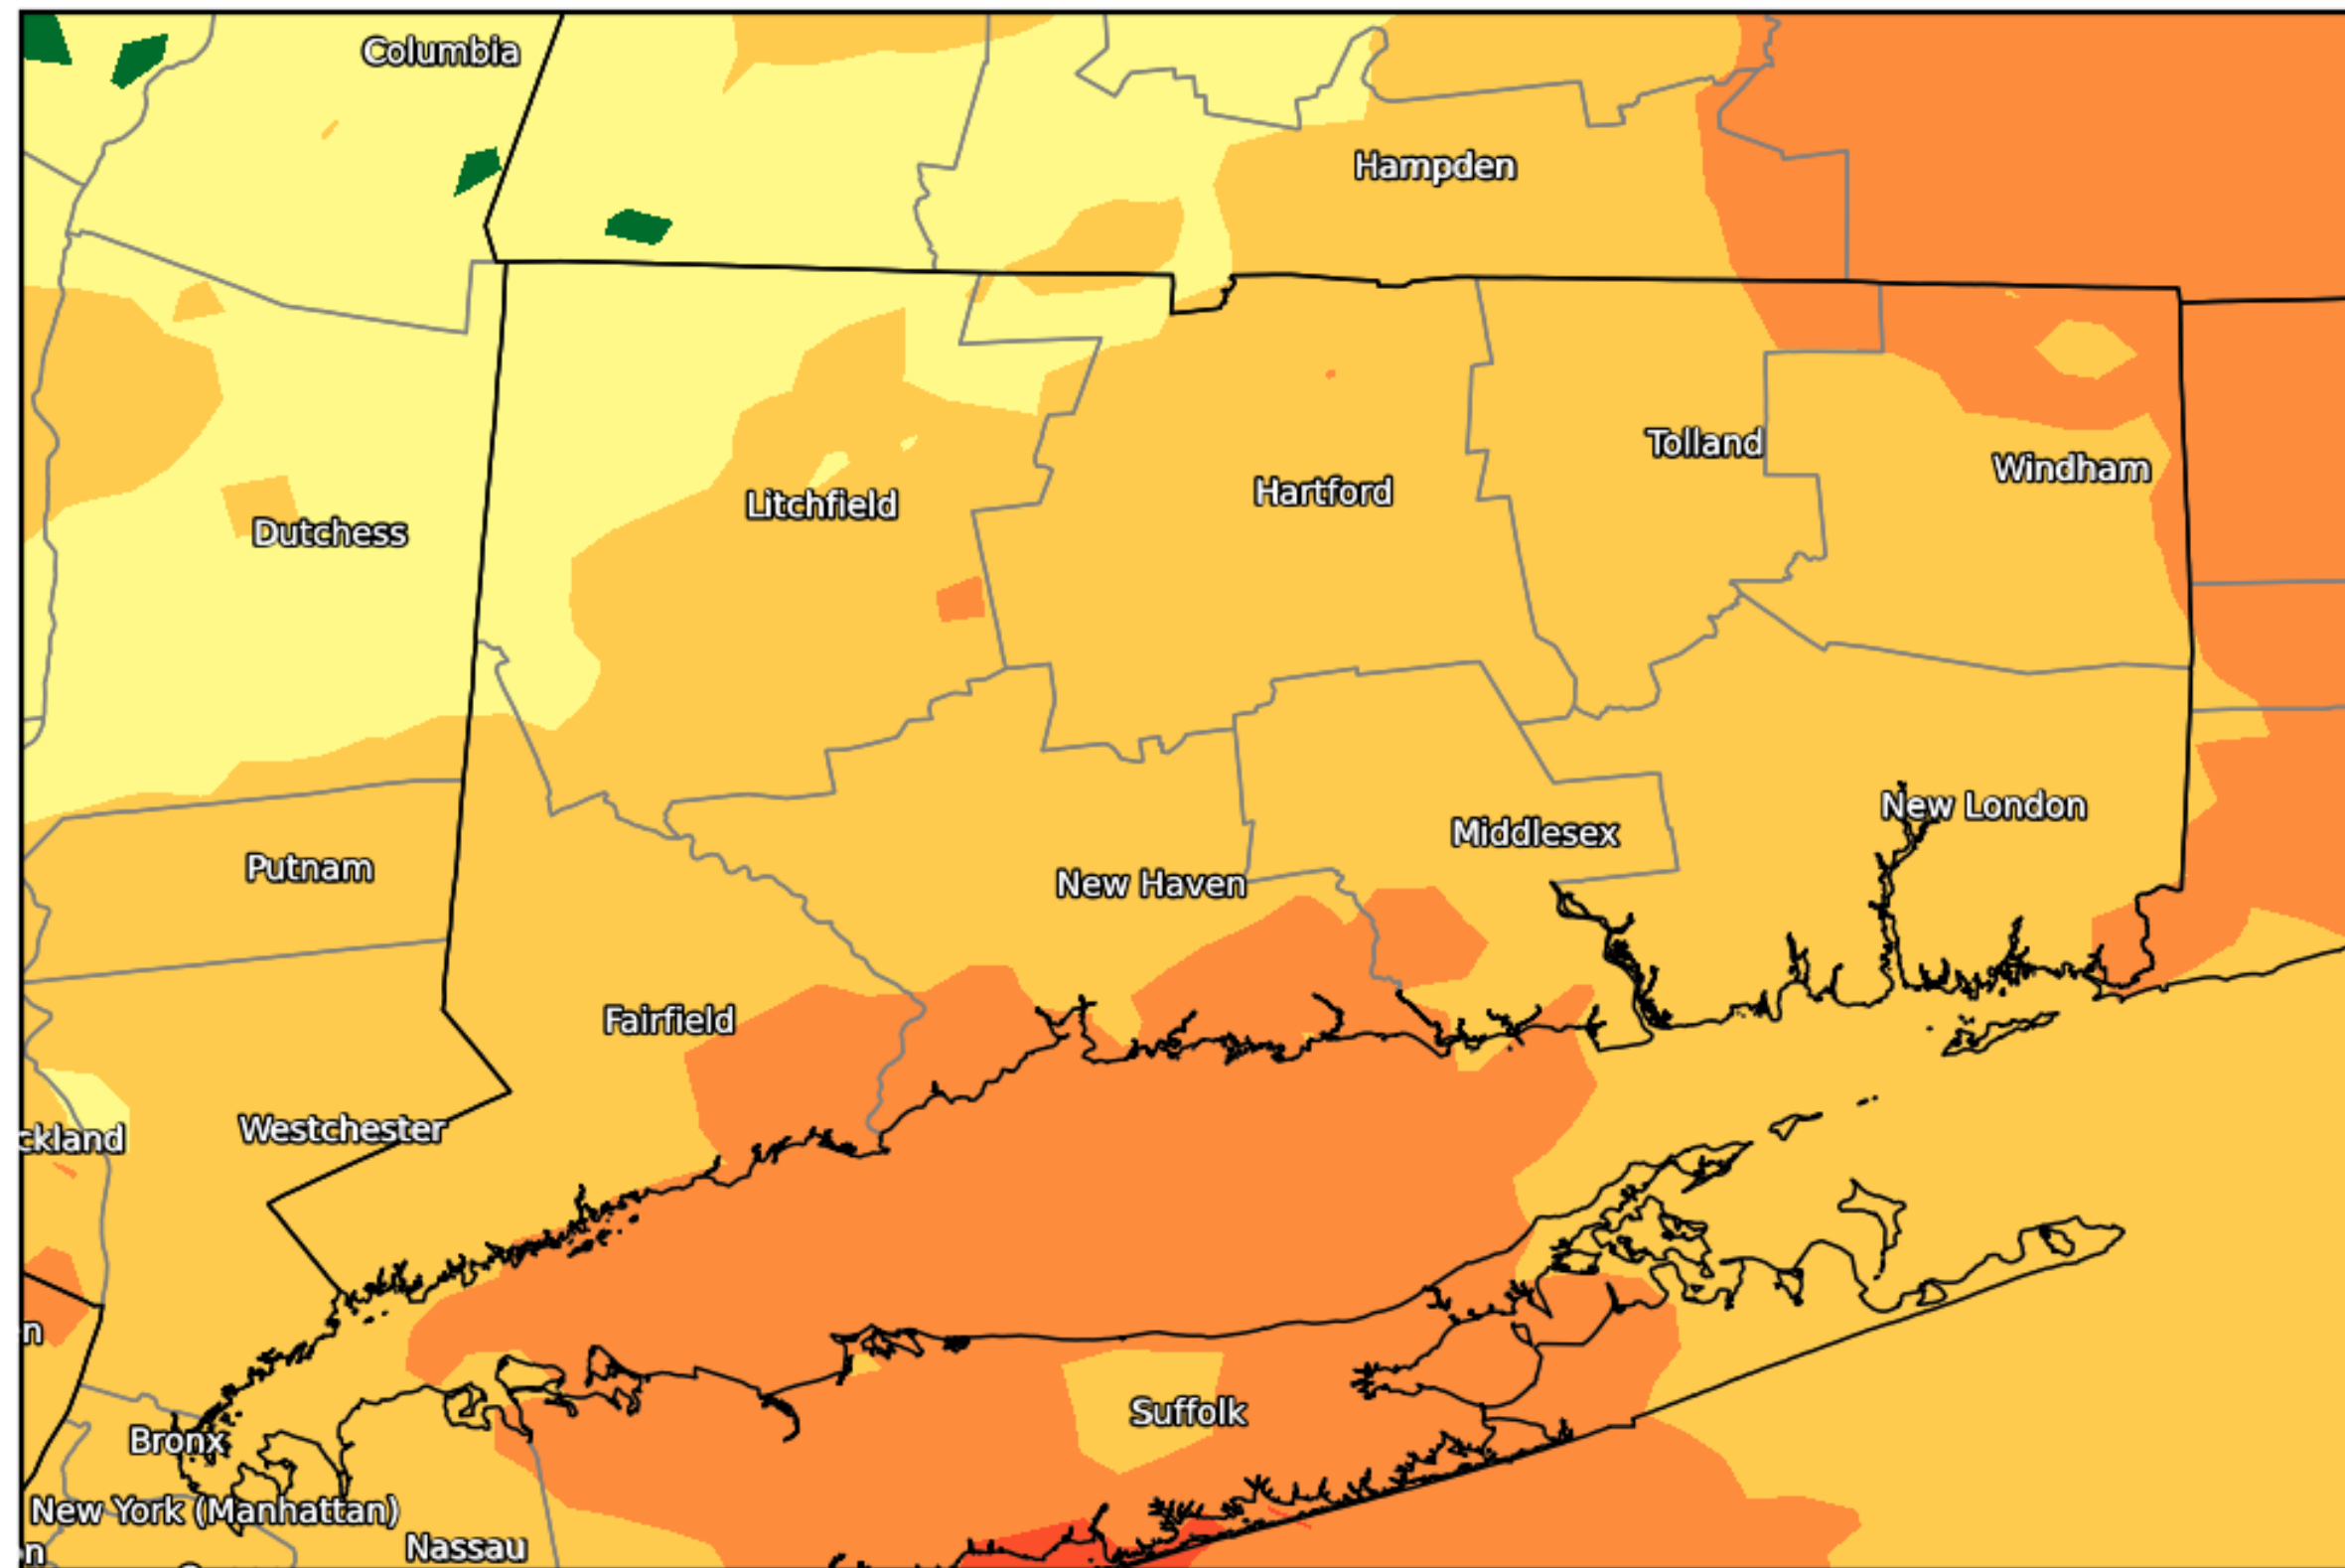 Columbia
Hampden
Tolland
Windham
Hartford
Litchfield
Dutchess
New London
Middlesex
Putnam
New Haven
Fairfield
Westchester
ckland
n
Suffolk
Bronx
New York (Manhattan)
Nassau
n